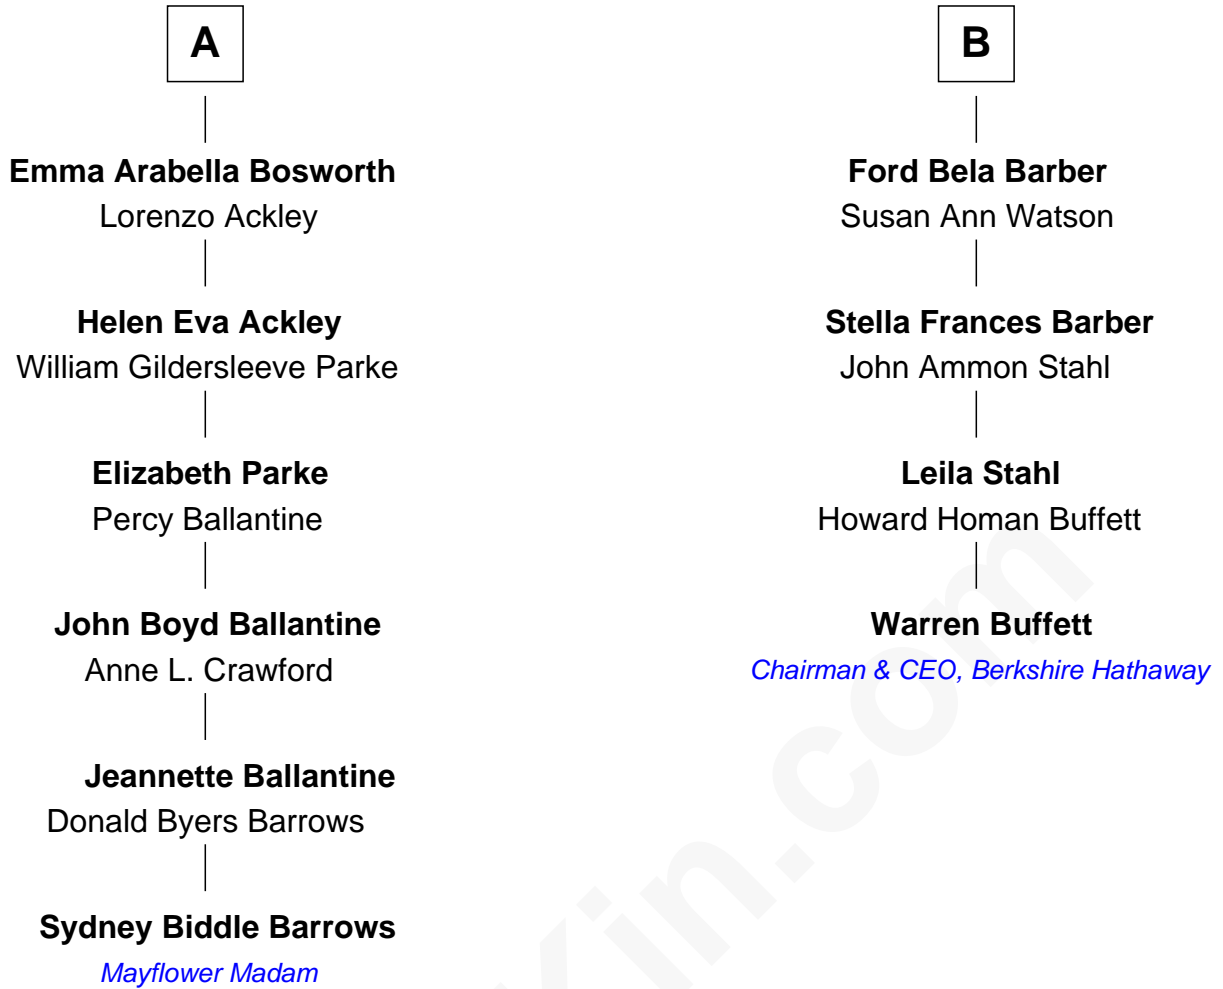 A
Emma Arabella Bosworth
Lorenzo Ackley
Helen Eva Ackley
William Gildersleeve Parke
Elizabeth Parke
Percy Ballantine
John Boyd Ballantine
Anne L. Crawford
Jeannette Ballantine
Donald Byers Barrows
Sydney Biddle Barrows
Mayflower Madam
B
Ford Bela Barber
Susan Ann Watson
Stella Frances Barber
John Ammon Stahl
Leila Stahl
Howard Homan Buffett
Warren Buffett
Chairman & CEO, Berkshire Hathaway
Kin.com